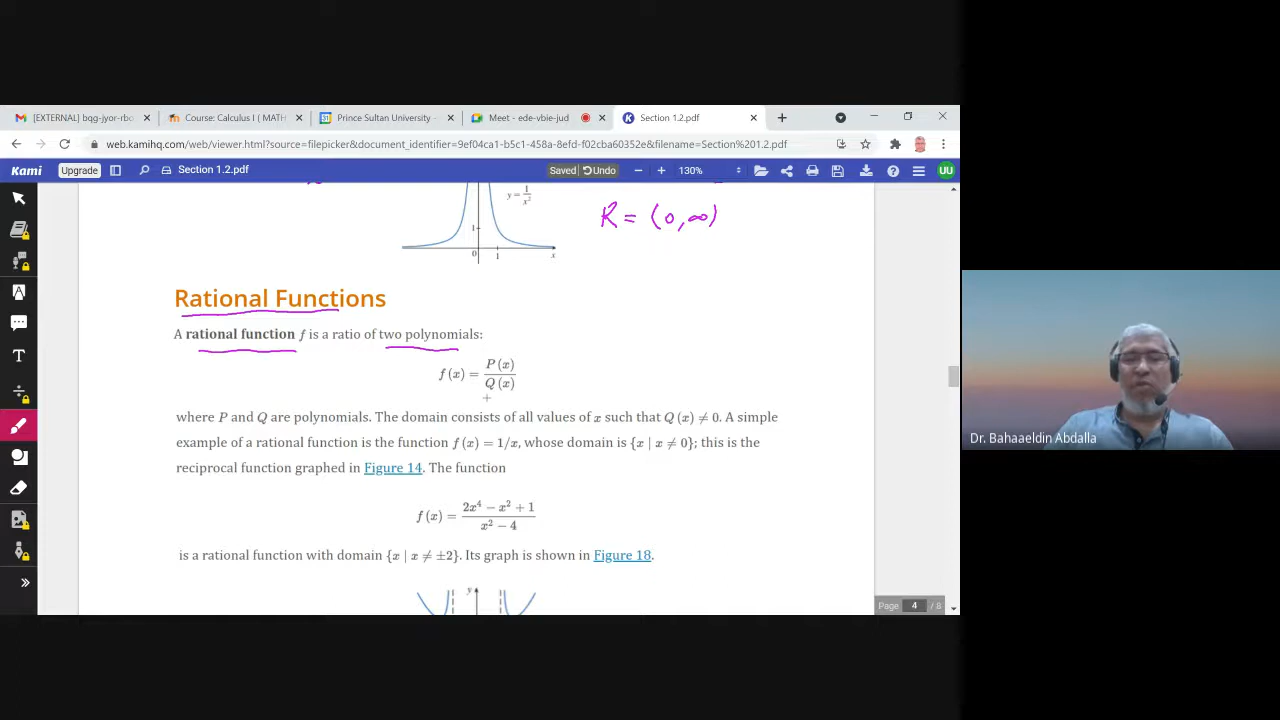 [EXTERNAL] bqg-jyor-rbo
Course: Calculus I ( MATH
Prince Sultan University -
Meet - ede-vbie-jud
Section 1.2.pdf
web.kamihq.com/web/viewer.html?source=filepicker&document_identifier=9ef04ca1-b5c1-458a-8efd-f02cba60352e&filename=Section%201.2.pdf
Kami
Upgrade
Section 1.2.pdf
Saved
Undo
130%
UU
y = 1/x²
1
0 1 x
R = (0, ∞)
Rational Functions
A rational function f is a ratio of two polynomials:
f (x) = P (x) / Q (x)
where P and Q are polynomials. The domain consists of all values of x such that Q (x) ≠ 0. A simple
example of a rational function is the function f (x) = 1/x, whose domain is {x | x ≠ 0}; this is the
reciprocal function graphed in Figure 14. The function
f (x) = 2x⁴ − x² + 1 / x² − 4
is a rational function with domain {x | x ≠ ±2}. Its graph is shown in Figure 18.
y
Page 4 / 8
Dr. Bahaaeldin Abdalla